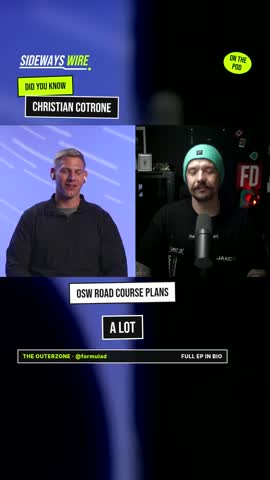 SIDEWAYS WIRE.
ON THE POD
DID YOU KNOW
CHRISTIAN COTRONE
FD
OSW ROAD COURSE PLANS
A LOT
THE OUTERZONE - @formulad
FULL EP IN BIO